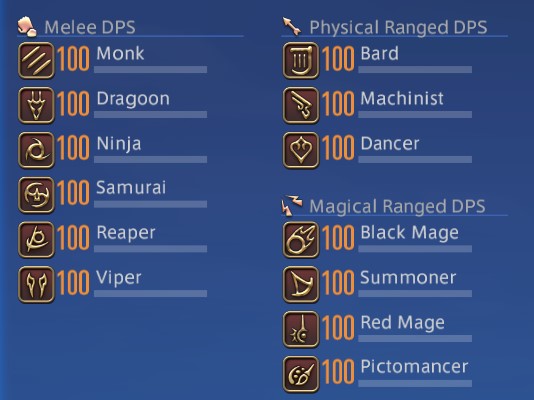 Melee DPS
100 Monk
100 Dragoon
100 Ninja
100 Samurai
100 Reaper
100 Viper
Physical Ranged DPS
100 Bard
100 Machinist
100 Dancer
Magical Ranged DPS
100 Black Mage
100 Summoner
100 Red Mage
100 Pictomancer